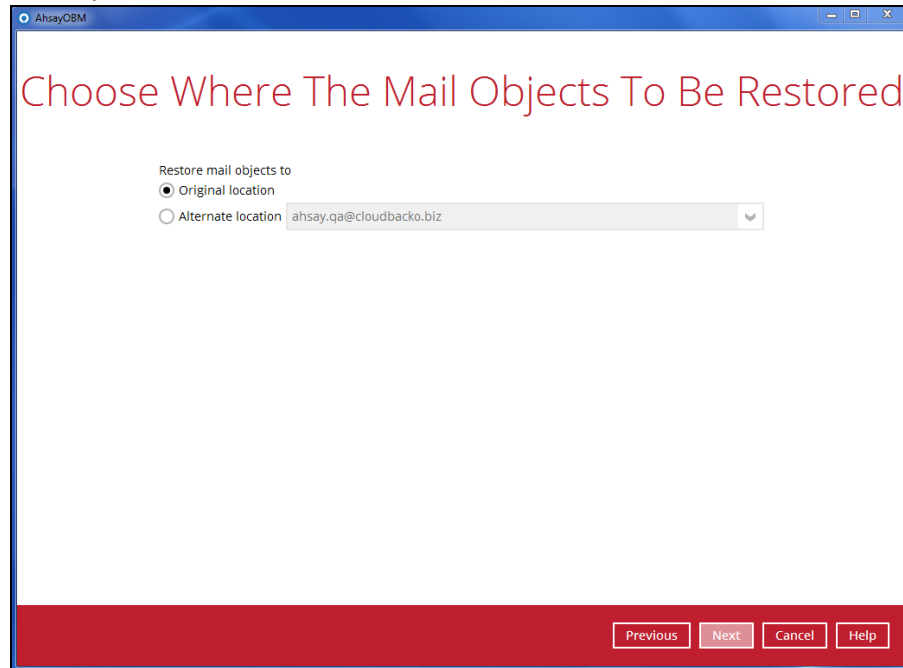 AhsayOBM
Choose Where The Mail Objects To Be Restored
Restore mail objects to
Original location
Alternate location ahsay.qa@cloudbacko.biz
Previous Next Cancel Help